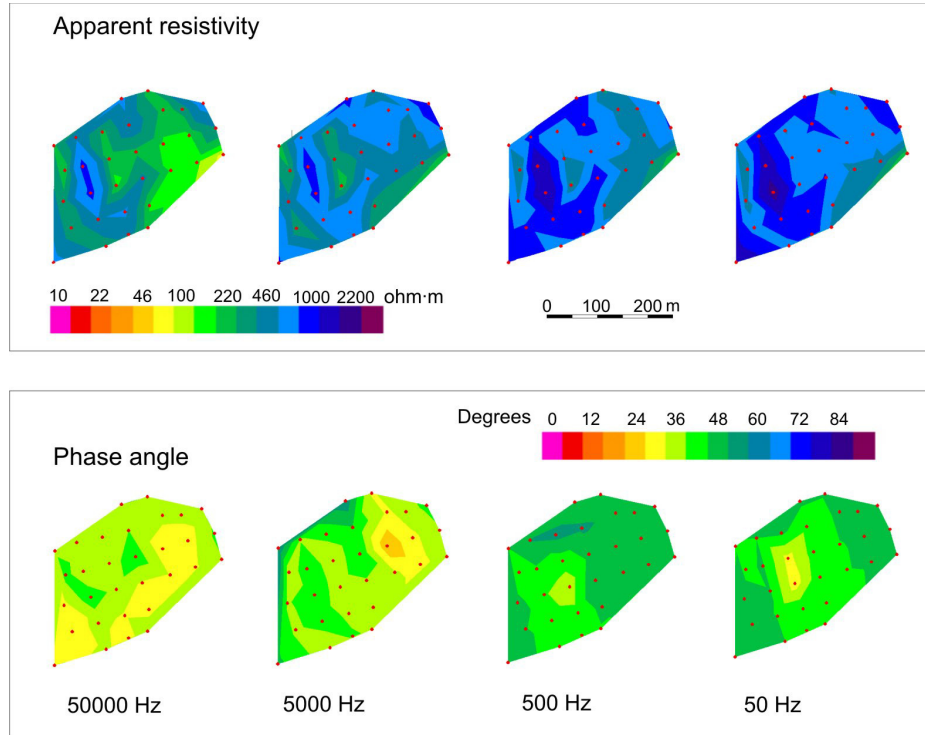 Apparent resistivity
10 22 46 100 220 460 1000 2200 ohm·m
0 100 200 m
Degrees 0 12 24 36 48 60 72 84
Phase angle
50000 Hz 5000 Hz 500 Hz 50 Hz